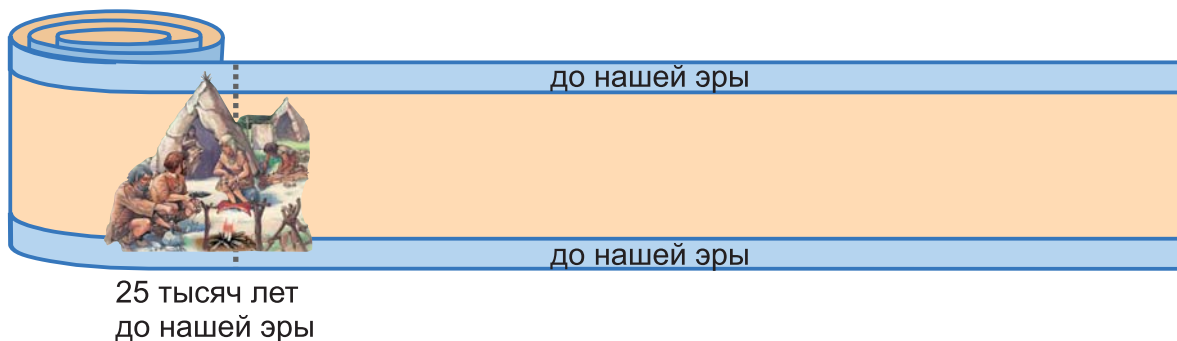 до нашей эры
до нашей эры
25 тысяч лет
до нашей эры